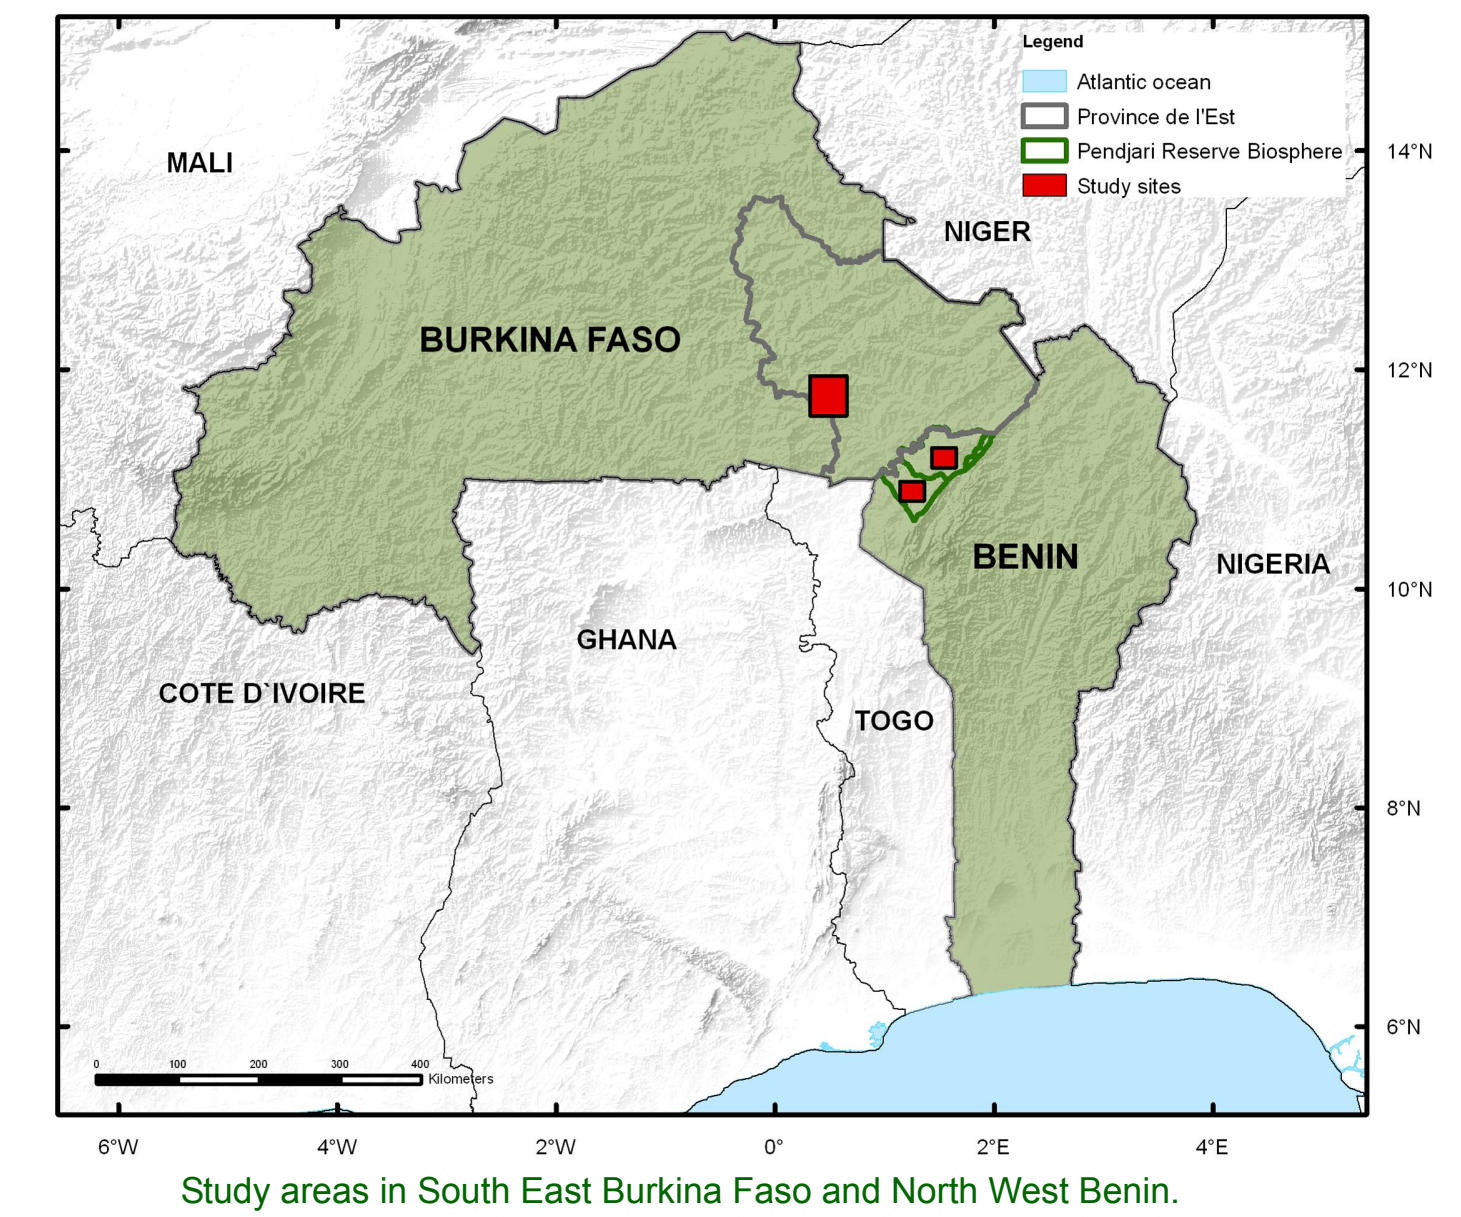 Legend
Atlantic ocean
Province de l'Est
Pendjari Reserve Biosphere
Study sites
MALI
NIGER
BURKINA FASO
BENIN
NIGERIA
GHANA
COTE D`IVOIRE
TOGO
14°N
12°N
10°N
8°N
6°N
0 100 200 300 400
Kilometers
6°W 4°W 2°W 0° 2°E 4°E
Study areas in South East Burkina Faso and North West Benin.